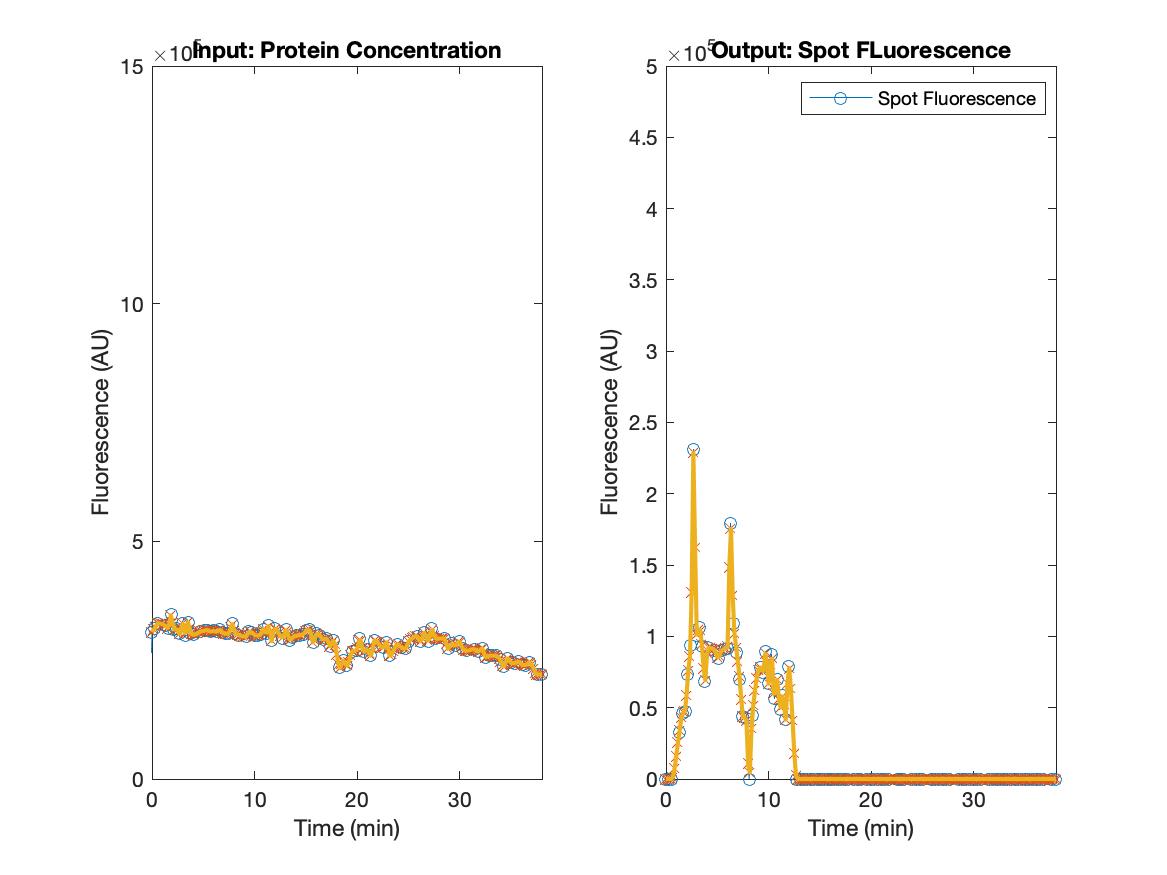 ×10⁵
Input: Protein Concentration
15
10
5
0
0 10 20 30
Time (min)
Fluorescence (AU)
×10⁵
Output: Spot FLuorescence
Spot Fluorescence
5
4.5
4
3.5
3
2.5
2
1.5
1
0.5
0
0 10 20 30
Time (min)
Fluorescence (AU)